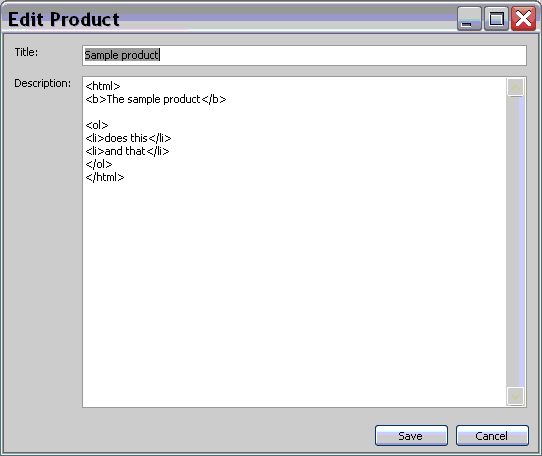 Edit Product
Title:
Sample product
Description:
<html>
<b>The sample product</b>

<ol>
<li>does this</li>
<li>and that</li>
</ol>
</html>
Save
Cancel